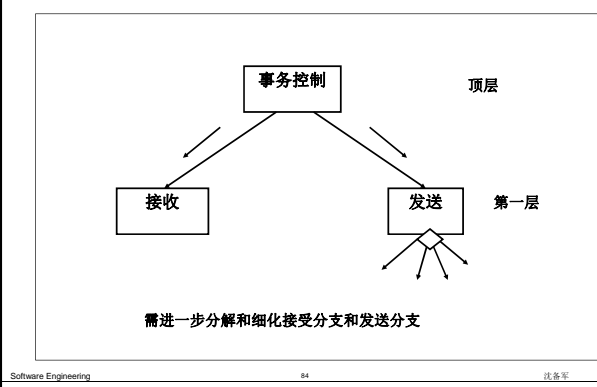 事务控制
顶层
接收
发送
第一层
需进一步分解和细化接受分支和发送分支
Software Engineering
84
沈备军